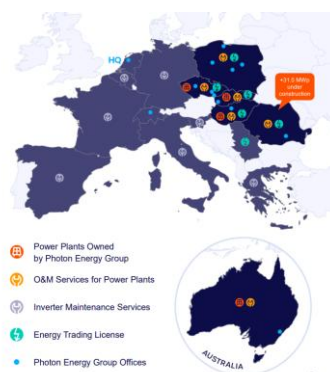 HQ
+31.5 MWp
under
construction
Power Plants Owned
by Photon Energy Group
O&M Services for Power Plants
Inverter Maintenance Services
Energy Trading License
Photon Energy Group Offices
AUSTRALIA